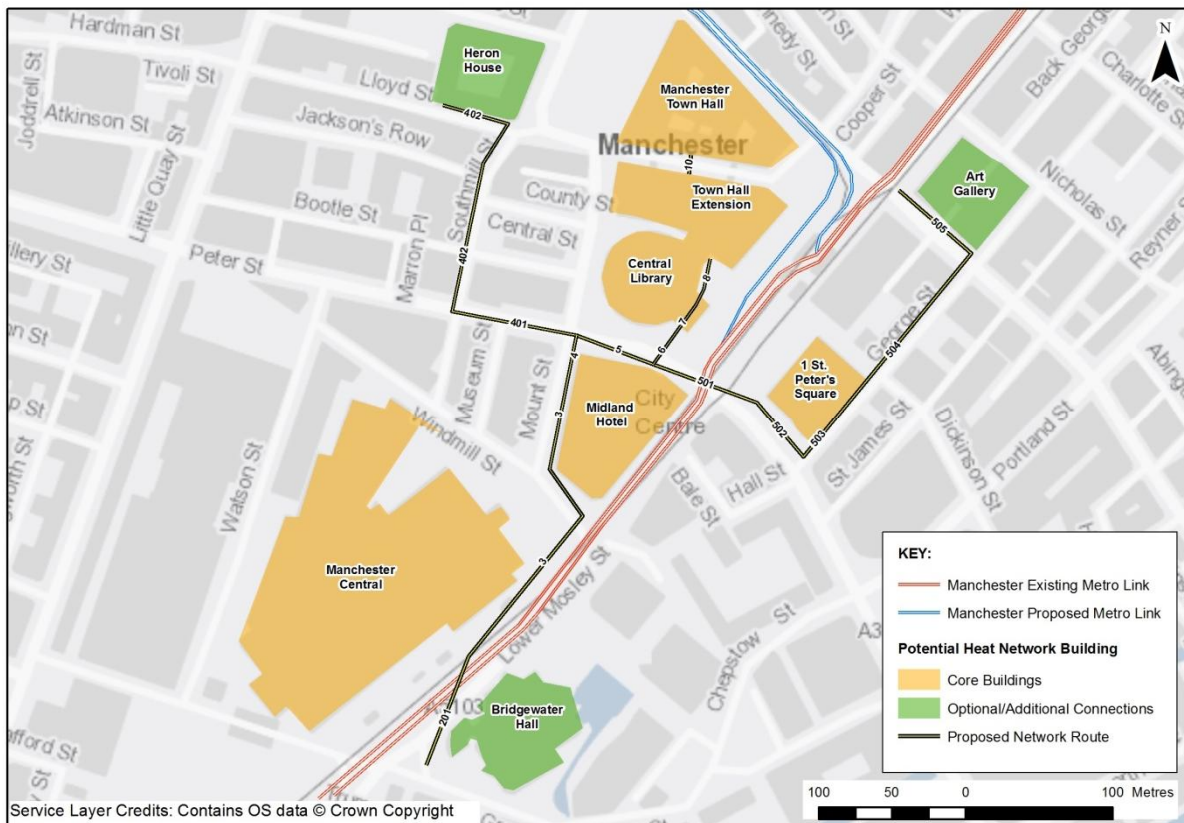 Hardman St
Tivoli St
Joddrell St
Atkinson St
Little Quay St
Lloyd St
Heron
House
402
Jackson's Row
Southmill St
Bootle St
County St
Central St
402
Marron Pl
Peter St
401
Manchester
Town Hall
Manchester
10
Town Hall
Extension
Central
Library
8
7
6
5
4
3
Cooper St
Back George
Charlotte St
Art
Gallery
Nicholas St
505
Reyner St
George St
504
Abing
1 St.
Peter's
Square
501
502
503
St James St
Dickinson St
Portland St
Hall St
Bale St
City
Centre
Midland
Hotel
Mount St
Museum St
Windmill St
Watson St
Manchester
Central
3
Lower Mosley St
Chepstow St
A3
201
Bridgewater
Hall
N
KEY:
Manchester Existing Metro Link
Manchester Proposed Metro Link
Potential Heat Network Building
Core Buildings
Optional/Additional Connections
Proposed Network Route
100 50 0 100 Metres
Service Layer Credits: Contains OS data © Crown Copyright